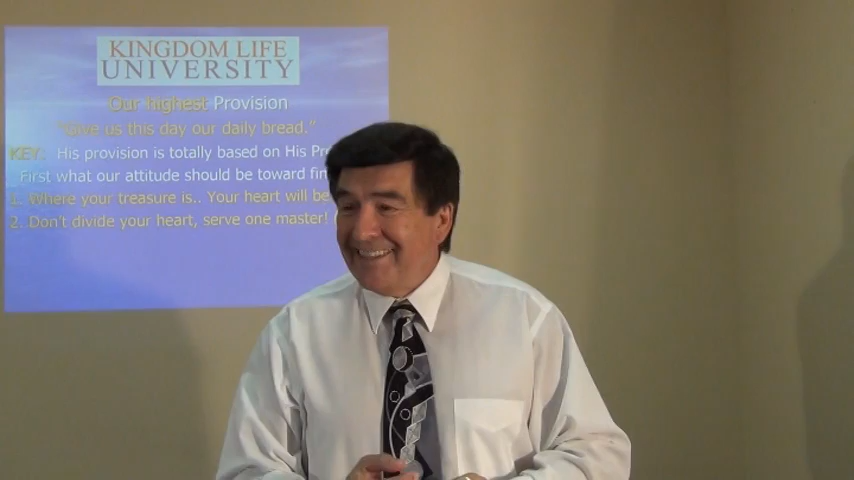 KINGDOM LIFE
UNIVERSITY
Our highest Provision
"Give us this day our daily bread."
KEY: His provision is totally based on His
First what our attitude should be toward
1. Where your treasure is.. Your heart will be
2. Don't divide your heart, serve one master!